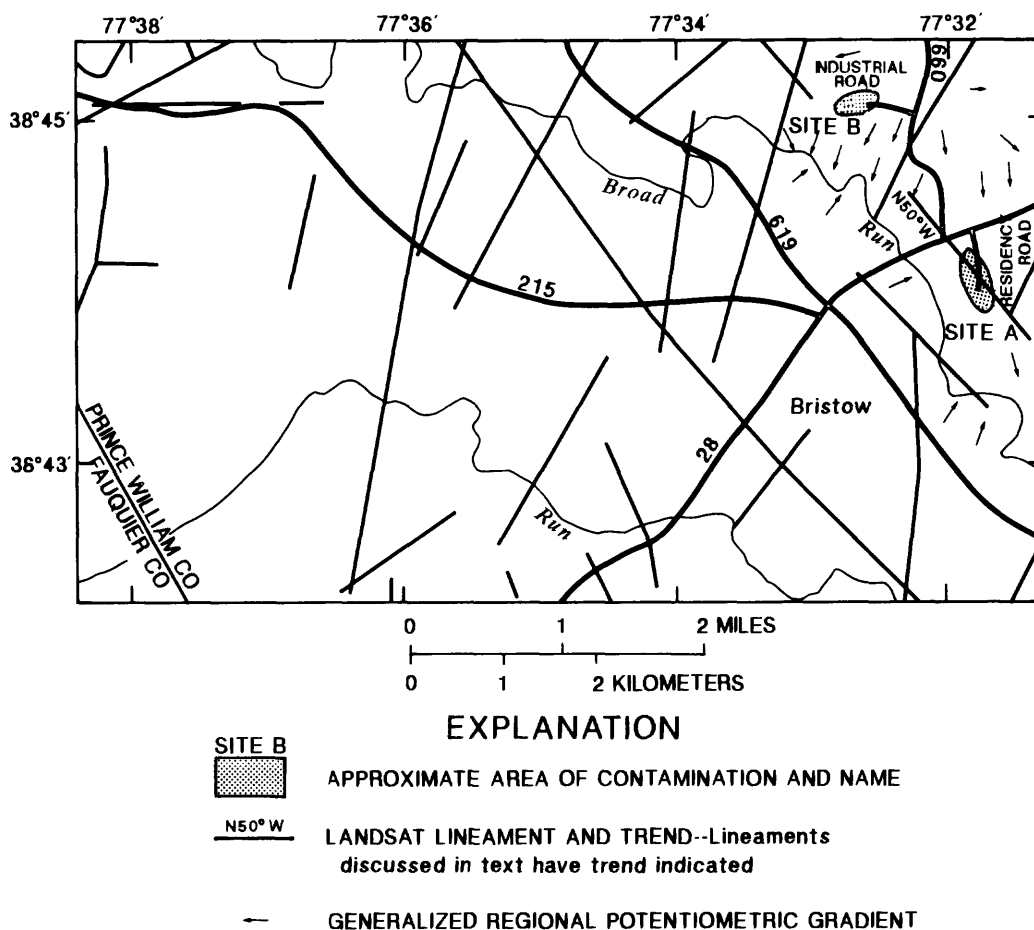 77°38′ 77°36′ 77°34′ 77°32′
38°45′
36°43′
INDUSTRIAL
ROAD
660
SITE B
Broad
Run
N50°W
RESIDENCY
ROAD
619
215
SITE A
Bristow
28
Run
PRINCE WILLIAM CO
FAUQUIER CO
0 1 2 MILES
0 1 2 KILOMETERS
EXPLANATION
SITE B
APPROXIMATE AREA OF CONTAMINATION AND NAME
N50°W
LANDSAT LINEAMENT AND TREND--Lineaments
discussed in text have trend indicated
GENERALIZED REGIONAL POTENTIOMETRIC GRADIENT